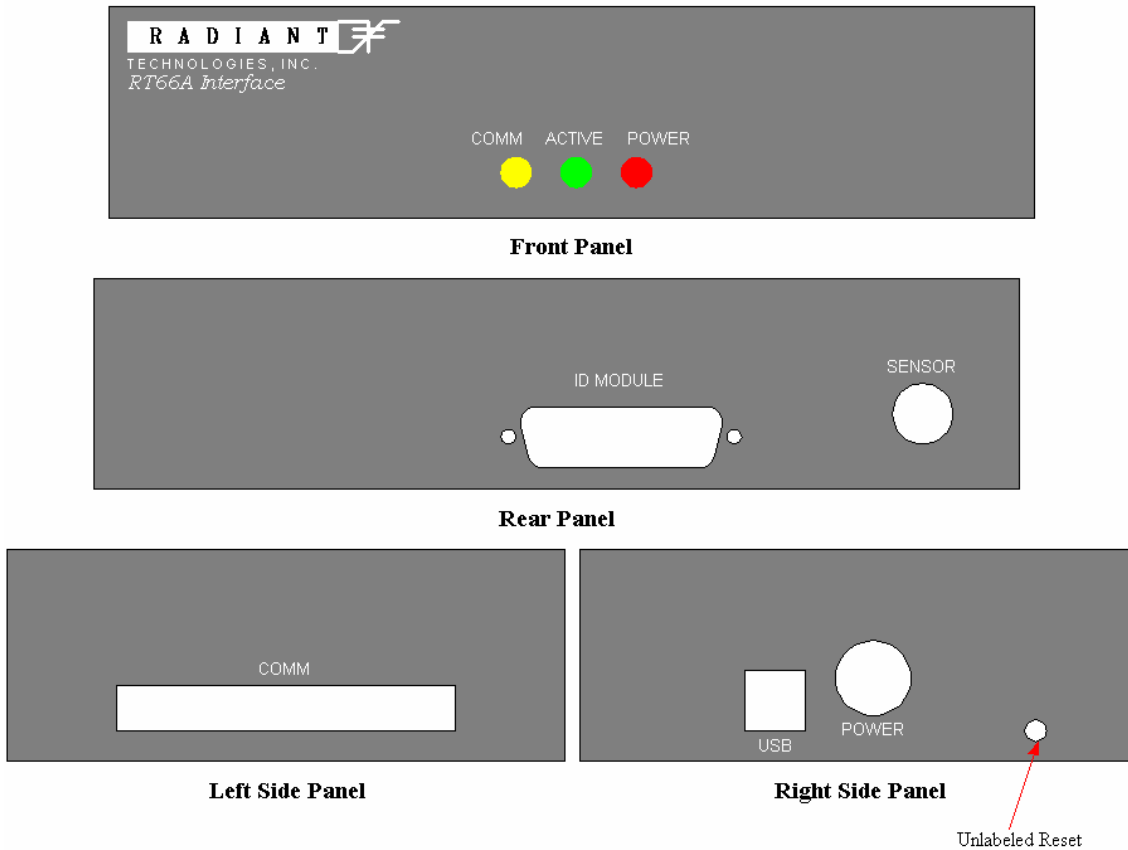 R A D I A N T
TECHNOLOGIES, INC.
RT66A Interface
COMM ACTIVE POWER
Front Panel
ID MODULE
SENSOR
Rear Panel
COMM
Left Side Panel
USB
POWER
Right Side Panel
Unlabeled Reset